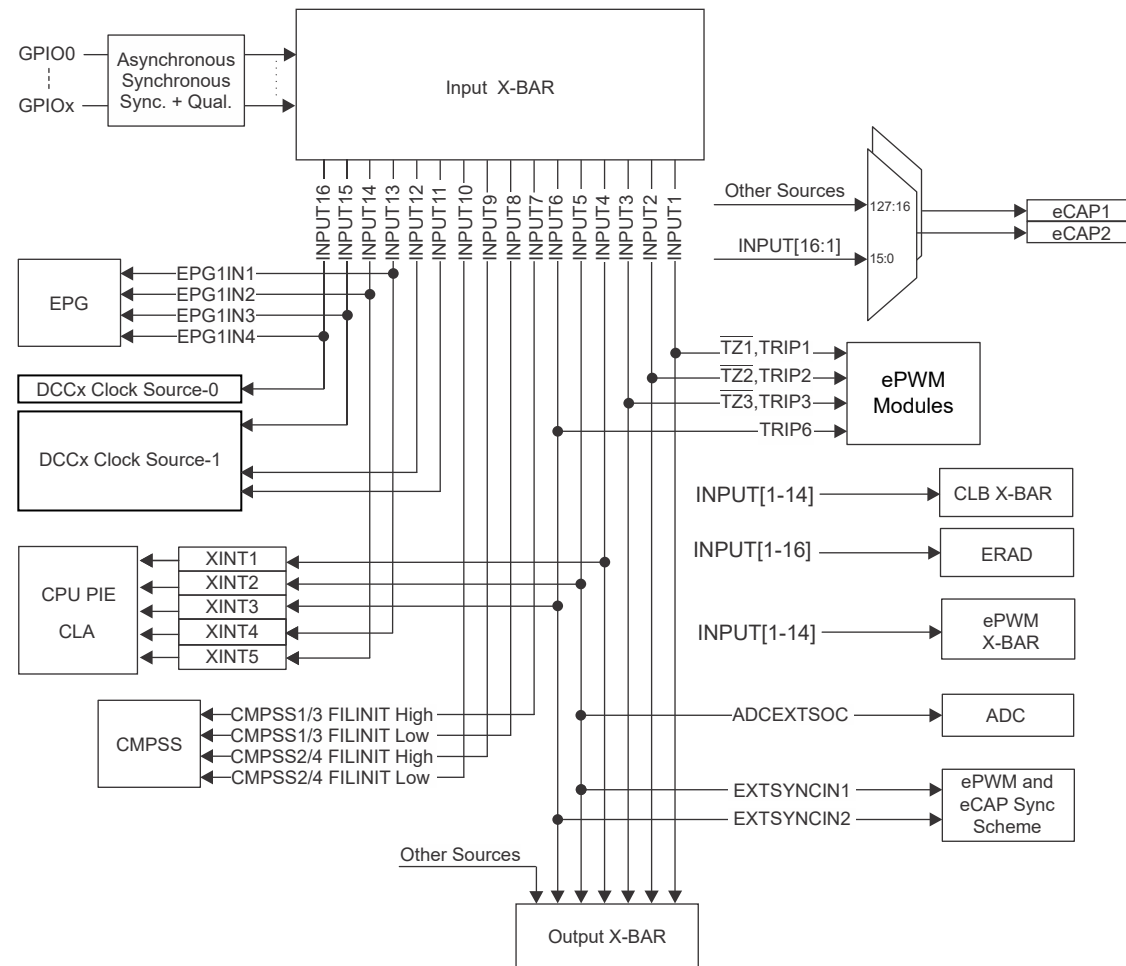 GPIO0
GPIOx
Asynchronous
Synchronous
Sync. + Qual.
Input X-BAR
INPUT16
INPUT15
INPUT14
INPUT13
INPUT12
INPUT11
INPUT10
INPUT9
INPUT8
INPUT7
INPUT6
INPUT5
INPUT4
INPUT3
INPUT2
INPUT1
Other Sources
INPUT[16:1]
127:16
15:0
eCAP1
eCAP2
EPG
EPG1IN1
EPG1IN2
EPG1IN3
EPG1IN4
DCCx Clock Source-0
DCCx Clock Source-1
TZ1,TRIP1
TZ2,TRIP2
TZ3,TRIP3
TRIP6
ePWM
Modules
INPUT[1-14]
CLB X-BAR
INPUT[1-16]
ERAD
INPUT[1-14]
ePWM
X-BAR
CPU PIE
CLA
XINT1
XINT2
XINT3
XINT4
XINT5
CMPSS
CMPSS1/3 FILINIT High
CMPSS1/3 FILINIT Low
CMPSS2/4 FILINIT High
CMPSS2/4 FILINIT Low
ADCEXTSOC
ADC
EXTSYNCIN1
EXTSYNCIN2
ePWM and
eCAP Sync
Scheme
Other Sources
Output X-BAR